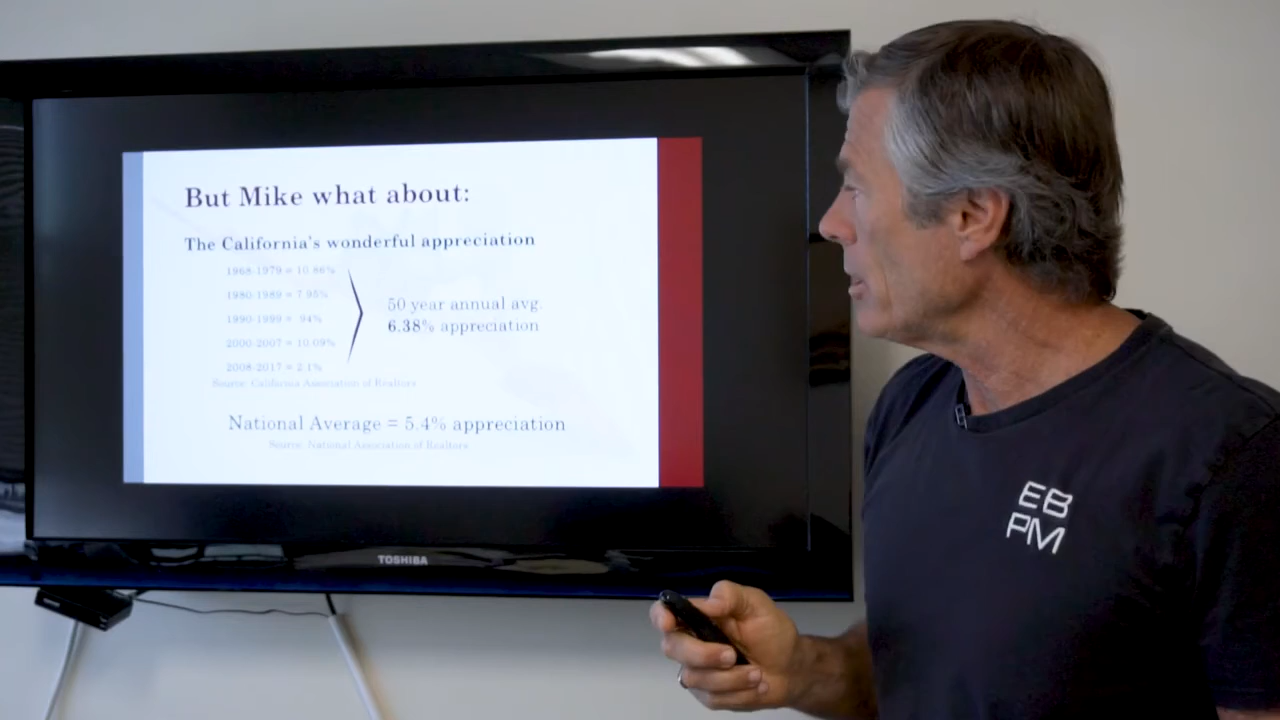 But Mike what about:
The California's wonderful appreciation
1968-1979 = 10.86%
1980-1989 = 7.95%
1990-1999 = 94%
2000-2007 = 10.09%
2008-2017 = 2.1%
50 year annual avg.
6.38% appreciation
Source: California Association of Realtors
National Average = 5.4% appreciation
Source: National Association of Realtors
TOSHIBA
EB
PM